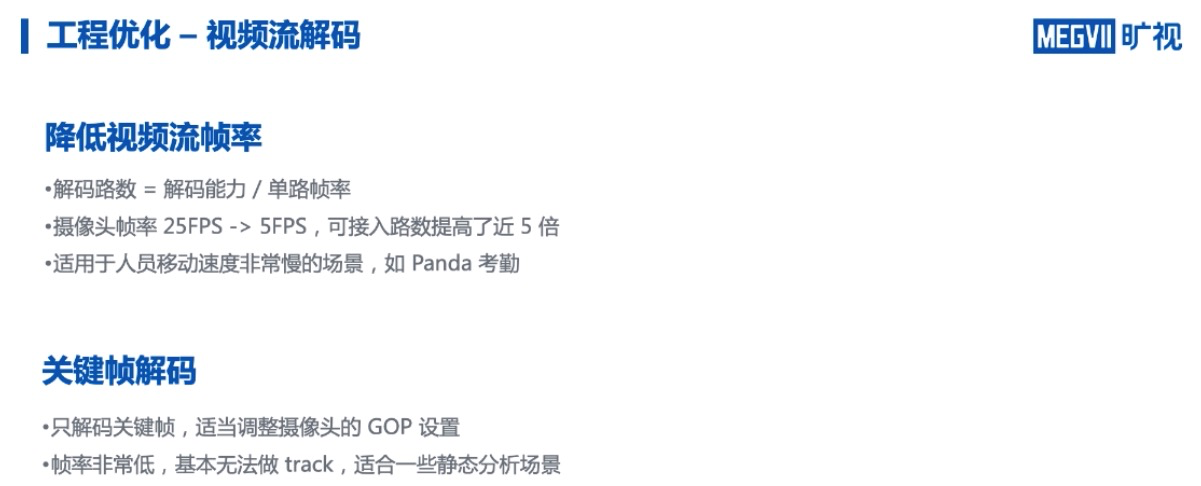 工程优化 – 视频流解码
MEGVII 旷视
降低视频流帧率
•解码路数 = 解码能力 / 单路帧率
•摄像头帧率 25FPS -> 5FPS，可接入路数提高了近 5 倍
•适用于人员移动速度非常慢的场景，如 Panda 考勤
关键帧解码
•只解码关键帧，适当调整摄像头的 GOP 设置
•帧率非常低，基本无法做 track，适合一些静态分析场景